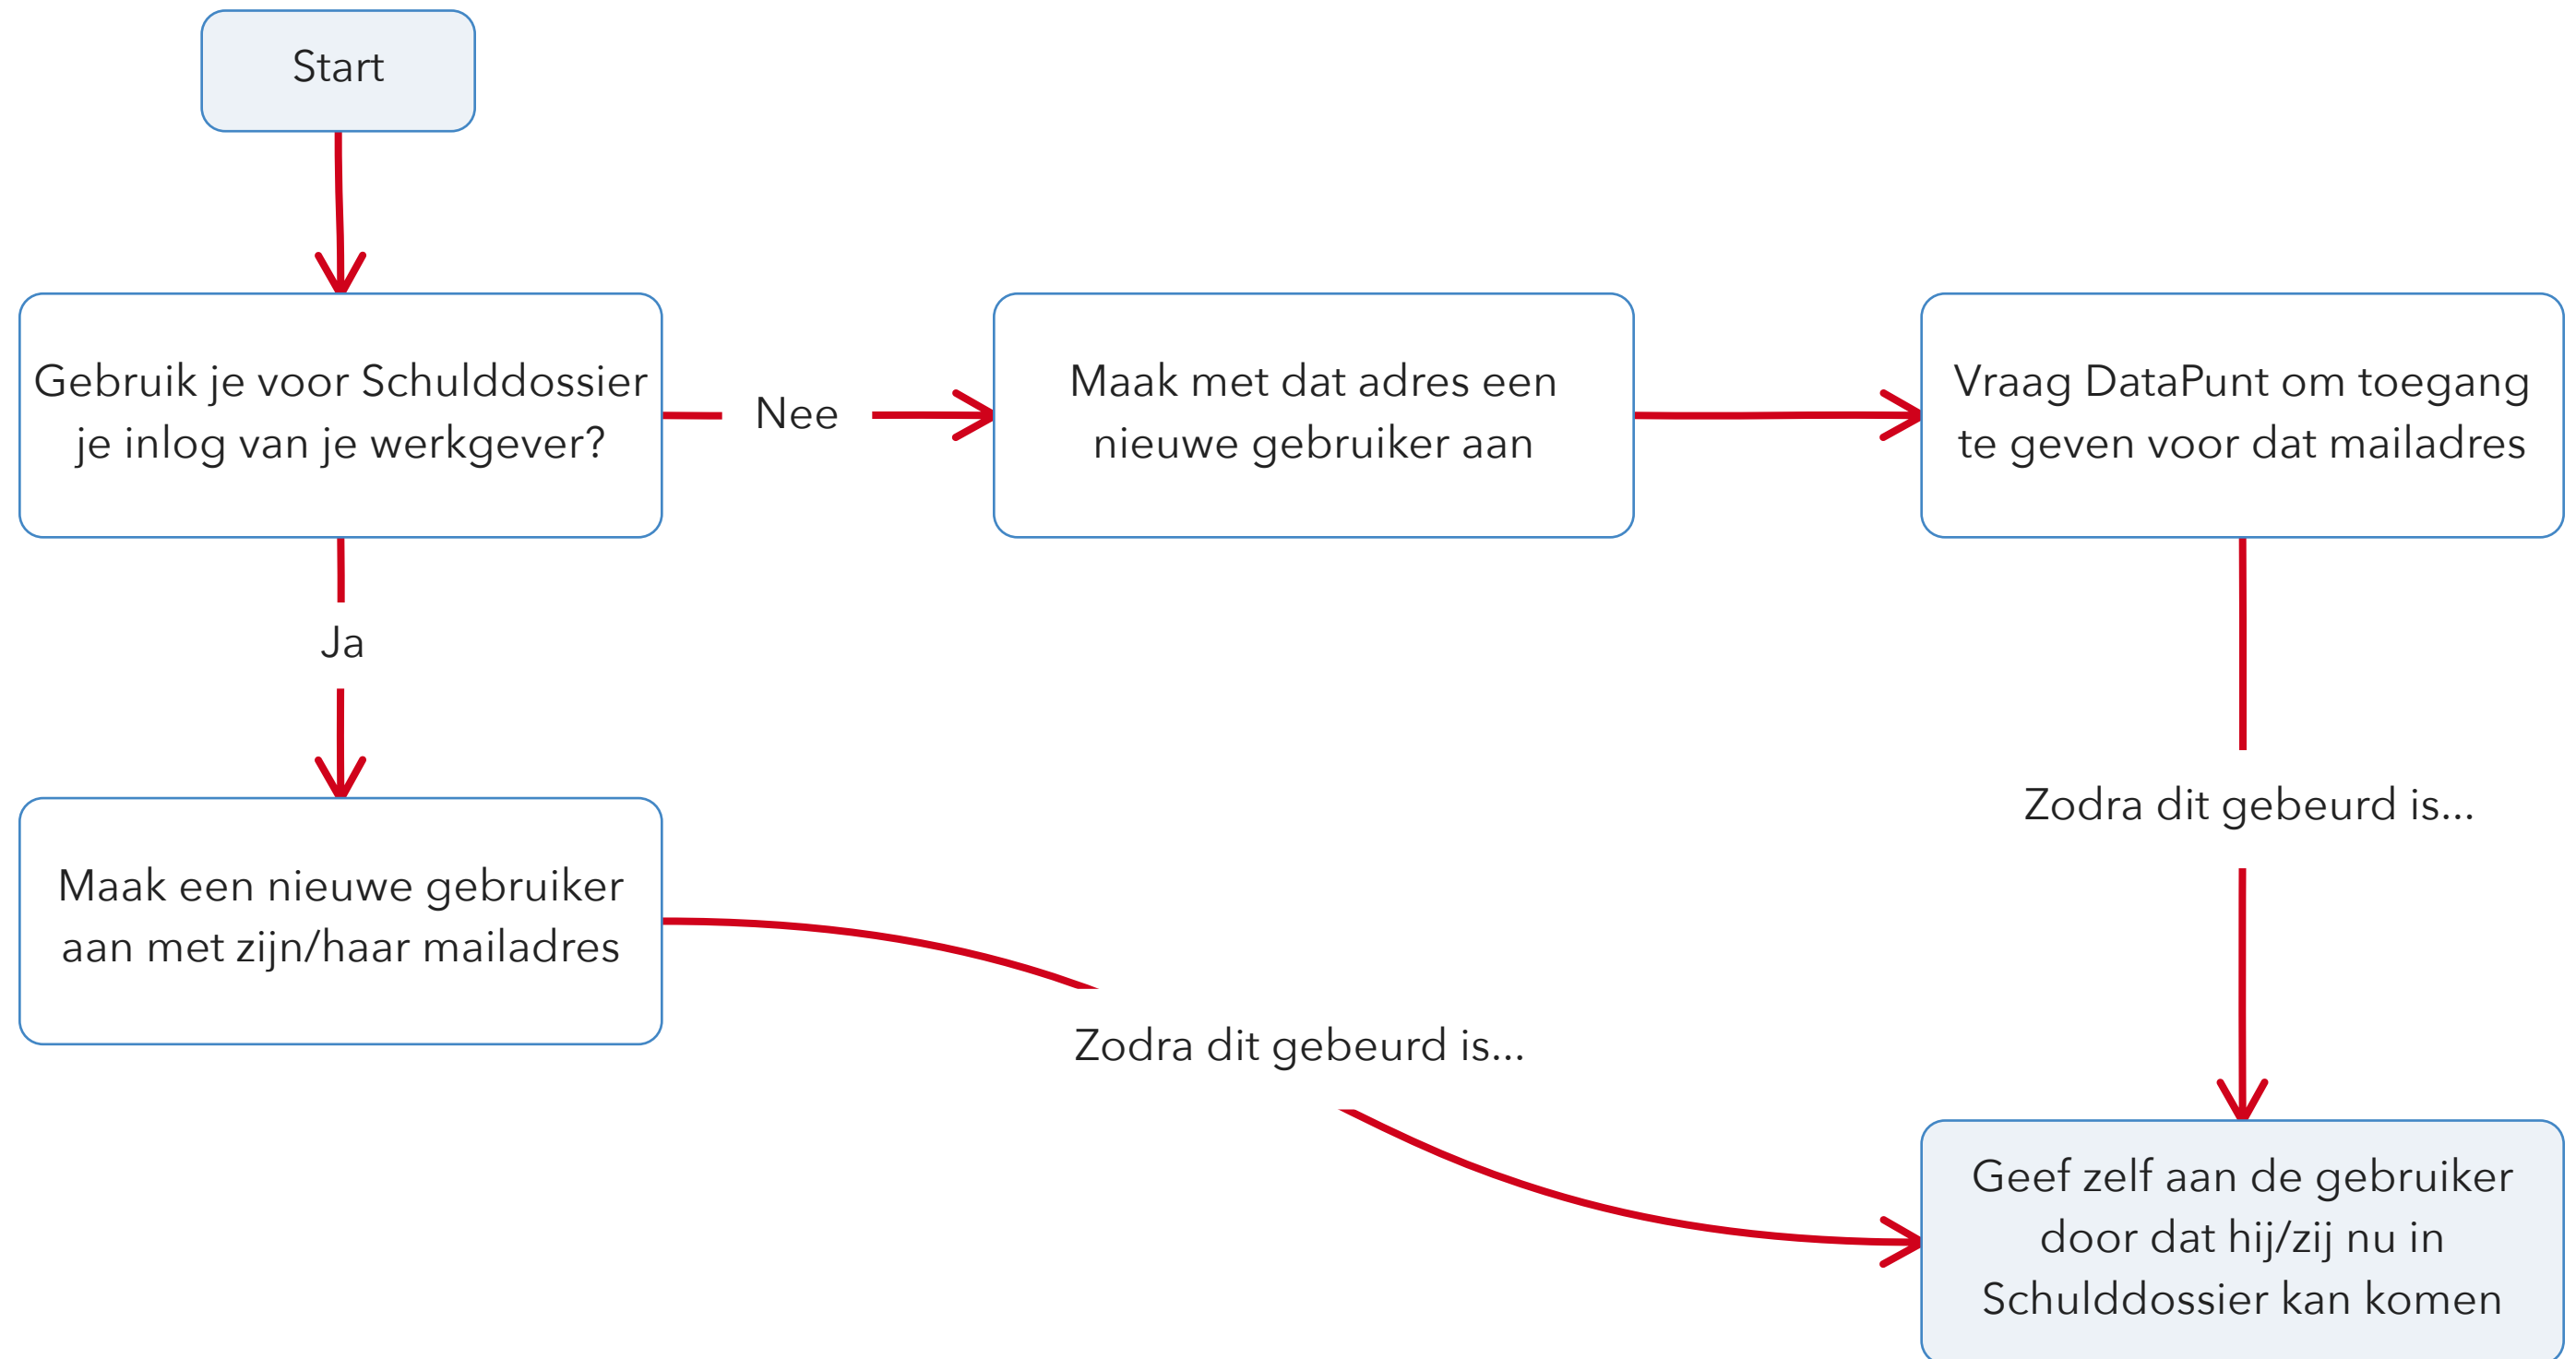 Start
Gebruik je voor Schulddossier
je inlog van je werkgever?
Nee
Maak met dat adres een
nieuwe gebruiker aan
Vraag DataPunt om toegang
te geven voor dat mailadres
Ja
Zodra dit gebeurd is...
Maak een nieuwe gebruiker
aan met zijn/haar mailadres
Zodra dit gebeurd is...
Geef zelf aan de gebruiker
door dat hij/zij nu in
Schulddossier kan komen